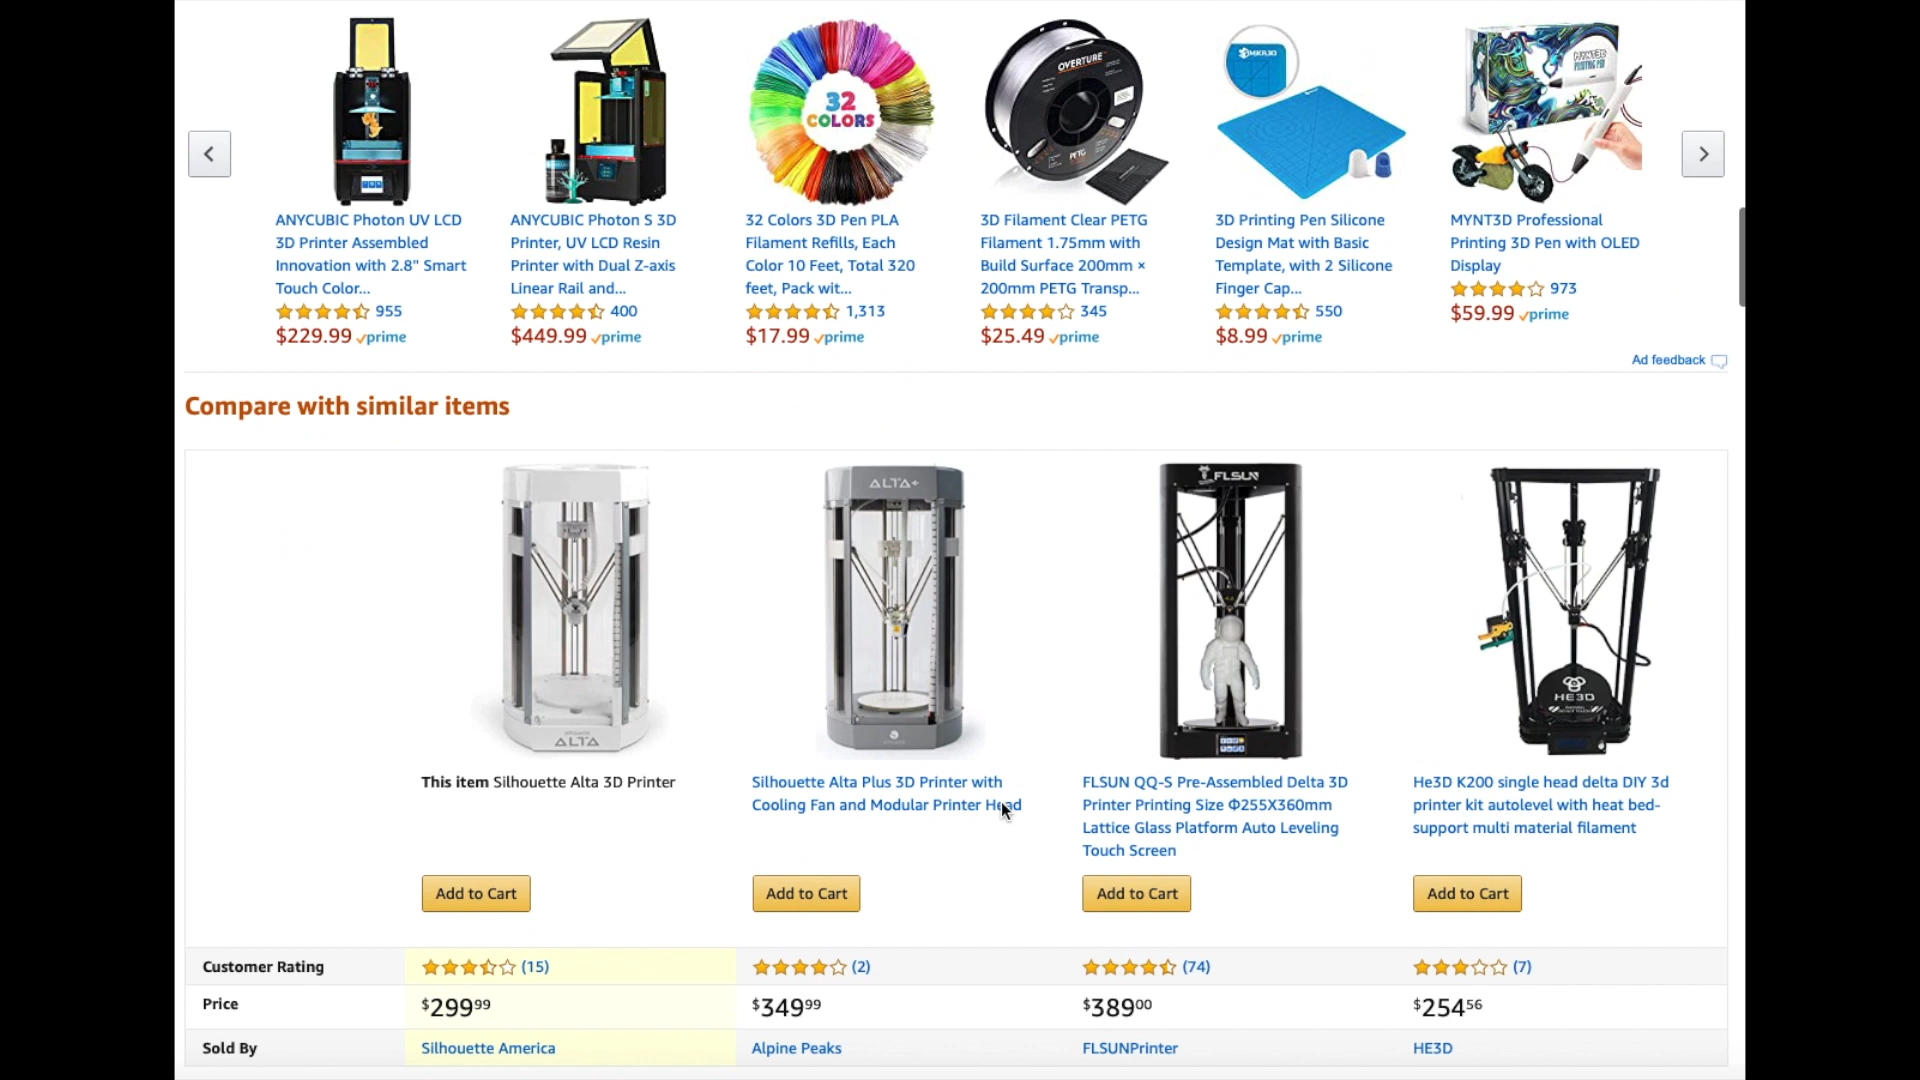 MKR3D
OVERTURE
PETG
32
COLORS
MYNT3D
PRINTING PEN
ANYCUBIC Photon UV LCD
3D Printer Assembled
Innovation with 2.8" Smart
Touch Color...
955
$229.99 prime
ANYCUBIC Photon S 3D
Printer, UV LCD Resin
Printer with Dual Z-axis
Linear Rail and...
400
$449.99 prime
32 Colors 3D Pen PLA
Filament Refills, Each
Color 10 Feet, Total 320
feet, Pack wit...
1,313
$17.99 prime
3D Filament Clear PETG
Filament 1.75mm with
Build Surface 200mm ×
200mm PETG Transp...
345
$25.49 prime
3D Printing Pen Silicone
Design Mat with Basic
Template, with 2 Silicone
Finger Cap...
550
$8.99 prime
MYNT3D Professional
Printing 3D Pen with OLED
Display
973
$59.99 prime
Ad feedback
Compare with similar items
ALTA+
FLSUN
HE3D
silhouette
ALTA
This item Silhouette Alta 3D Printer
Silhouette Alta Plus 3D Printer with
Cooling Fan and Modular Printer Head
FLSUN QQ-S Pre-Assembled Delta 3D
Printer Printing Size Φ255X360mm
Lattice Glass Platform Auto Leveling
Touch Screen
He3D K200 single head delta DIY 3d
printer kit autolevel with heat bed-
support multi material filament
Add to Cart
Add to Cart
Add to Cart
Add to Cart
Customer Rating (15) (2) (74) (7)
Price $299 99 $349 99 $389 00 $254 56
Sold By Silhouette America Alpine Peaks FLSUNPrinter HE3D